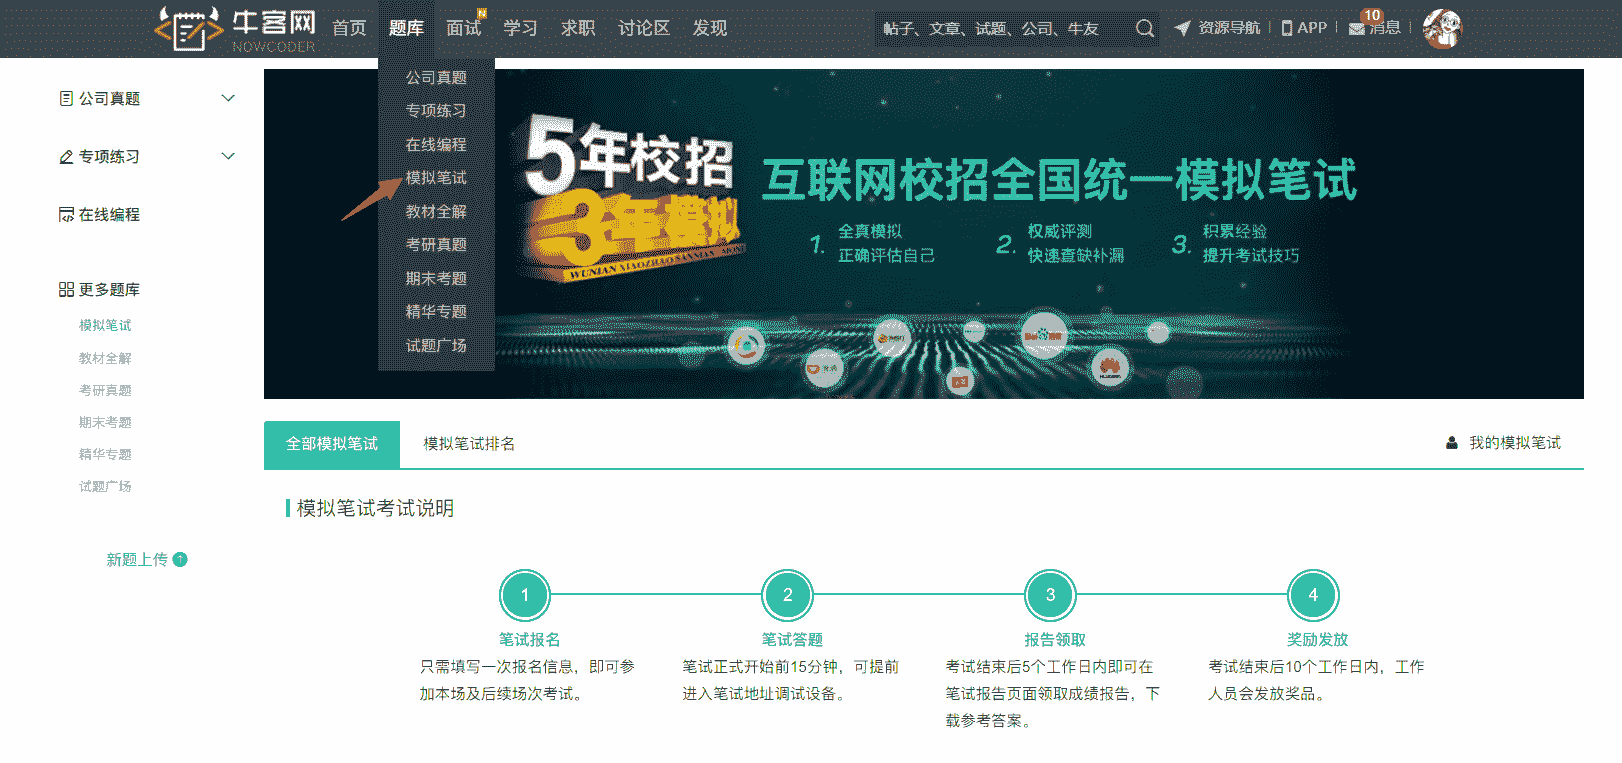 牛客网
NOWCODER
首页 题库 面试 学习 求职 讨论区 发现
帖子、文章、试题、公司、牛友
资源导航 APP 消息 10
公司真题
专项练习
在线编程
模拟笔试
教材全解
考研真题
期末考题
精华专题
试题广场
公司真题
专项练习
在线编程
更多题库
模拟笔试
教材全解
考研真题
期末考题
精华专题
试题广场
新题上传
5年校招
3年模拟
WUNIAN XIAOZHAO SANNIAN MONI
互联网校招全国统一模拟笔试
1. 全真模拟
正确评估自己
2. 权威评测
快速查缺补漏
3. 积累经验
提升考试技巧
全部模拟笔试 模拟笔试排名 我的模拟笔试
模拟笔试考试说明
1
笔试报名
只需填写一次报名信息，即可参
加本场及后续场次考试。
2
笔试答题
笔试正式开始前15分钟，可提前
进入笔试地址调试设备。
3
报告领取
考试结束后5个工作日内即可在
笔试报告页面领取成绩报告，下
载参考答案。
4
奖励发放
考试结束后10个工作日内，工作
人员会发放奖品。